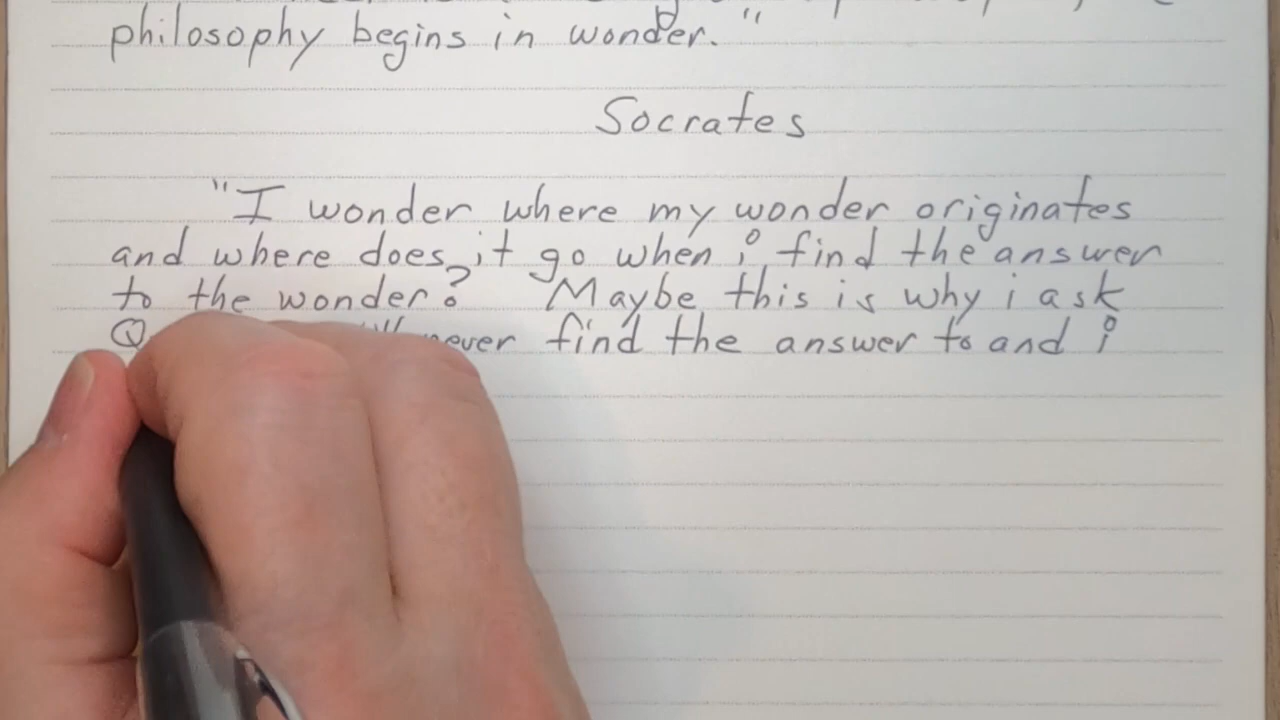 philosophy begins in wonder."
Socrates
"I wonder where my wonder originates
and where does it go when i find the answer
to the wonder? Maybe this is why i ask
never find the answer to and i